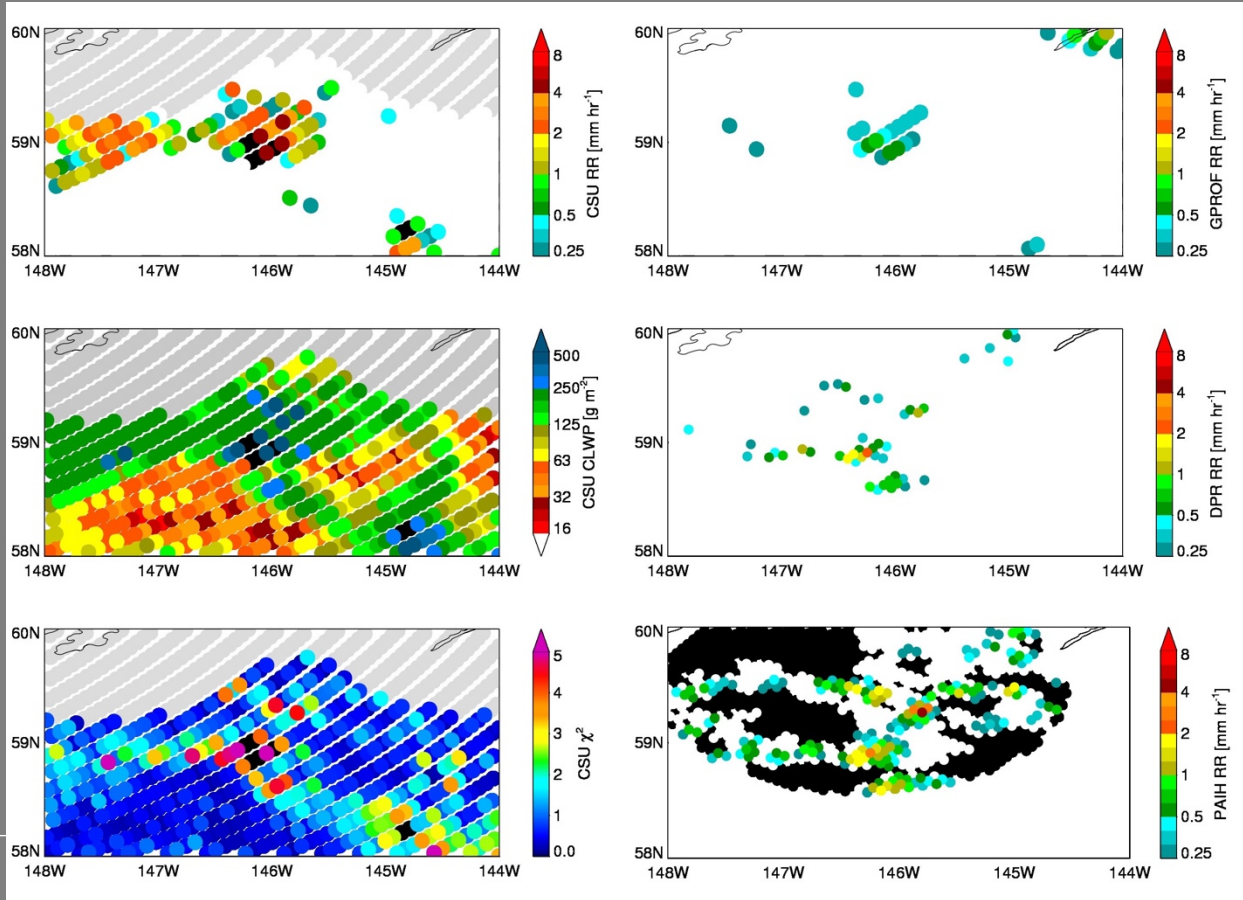 60N
59N
58N
148W 147W 146W 145W 144W
8
4
2
1
0.5
0.25
CSU RR [mm hr⁻¹]
60N
59N
58N
148W 147W 146W 145W 144W
8
4
2
1
0.5
0.25
GPROF RR [mm hr⁻¹]
60N
59N
58N
148W 147W 146W 145W 144W
500
250
125
63
32
16
CSU CLWP [g m⁻²]
60N
59N
58N
148W 147W 146W 145W 144W
8
4
2
1
0.5
0.25
DPR RR [mm hr⁻¹]
60N
59N
58N
148W 147W 146W 145W 144W
5
4
3
2
1
0.0
CSU χ²
60N
59N
58N
148W 147W 146W 145W 144W
8
4
2
1
0.5
0.25
PAIH RR [mm hr⁻¹]